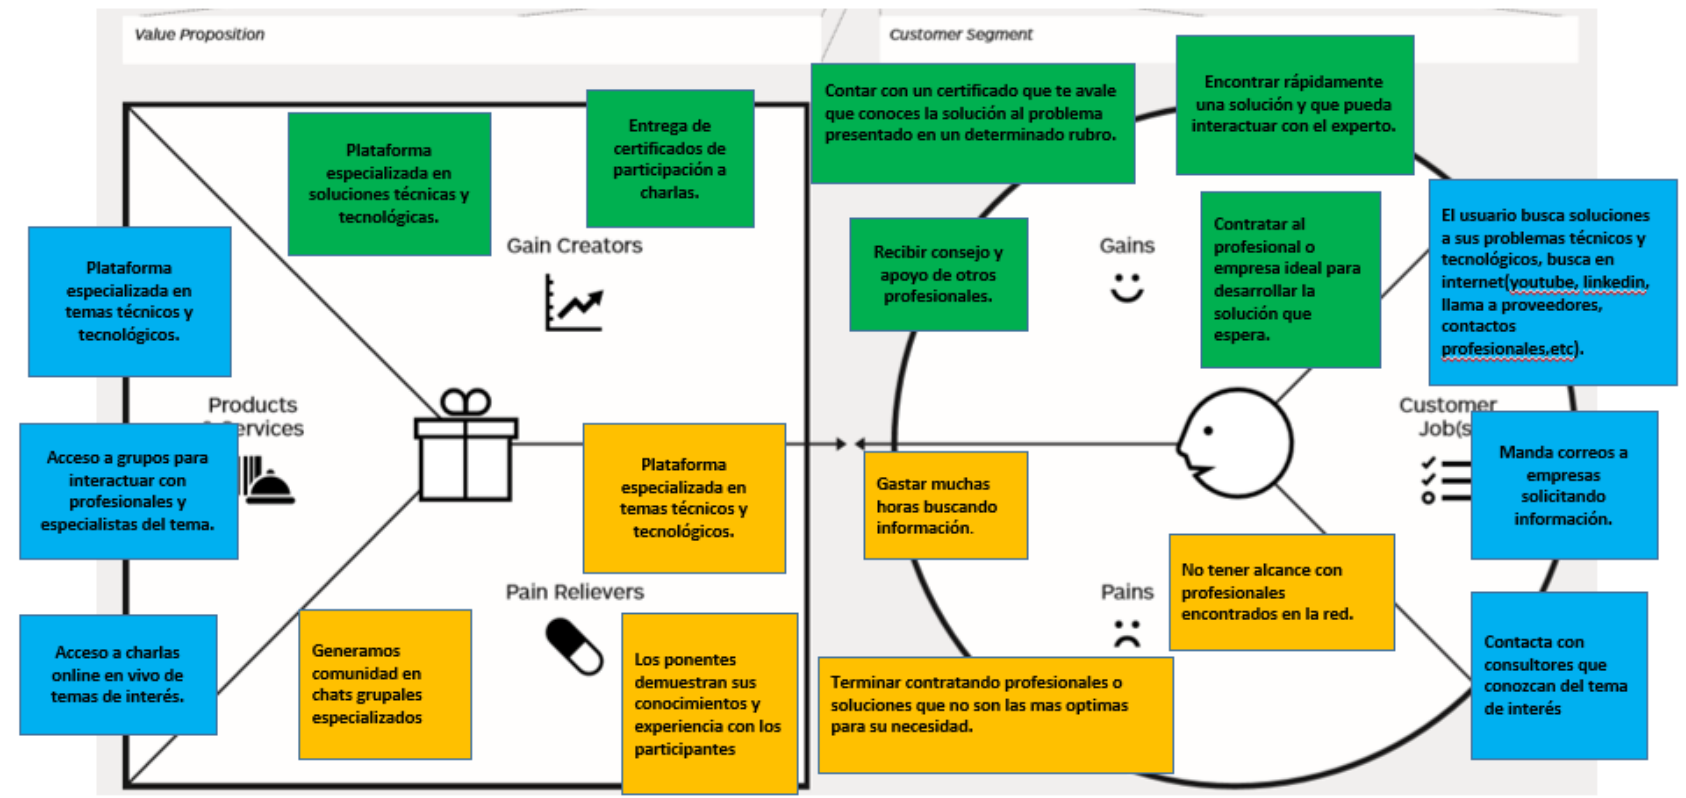 Value Proposition
Customer Segment
Plataforma
especializada en
soluciones técnicas y
tecnológicas.
Entrega de
certificados de
participación a
charlas.
Gain Creators
Plataforma
especializada en
temas técnicos y
tecnológicos.
Products
Services
Acceso a grupos para
interactuar con
profesionales y
especialistas del tema.
Acceso a charlas
online en vivo de
temas de interés.
Plataforma
especializada en
temas técnicos y
tecnológicos.
Pain Relievers
Generamos
comunidad en
chats grupales
especializados
Los ponentes
demuestran sus
conocimientos y
experiencia con los
participantes
Contar con un certificado que te avale
que conoces la solución al problema
presentado en un determinado rubro.
Encontrar rápidamente
una solución y que pueda
interactuar con el experto.
Recibir consejo y
apoyo de otros
profesionales.
Gains
Contratar al
profesional o
empresa ideal para
desarrollar la
solución que
espera.
El usuario busca soluciones
a sus problemas técnicos y
tecnológicos, busca en
internet(youtube, linkedin,
llama a proveedores,
contactos
profesionales,etc).
Customer
Job(s
Manda correos a
empresas
solicitando
información.
Contacta con
consultores que
conozcan del tema
de interés
Gastar muchas
horas buscando
información.
Pains
No tener alcance con
profesionales
encontrados en la red.
Terminar contratando profesionales o
soluciones que no son las mas optimas
para su necesidad.